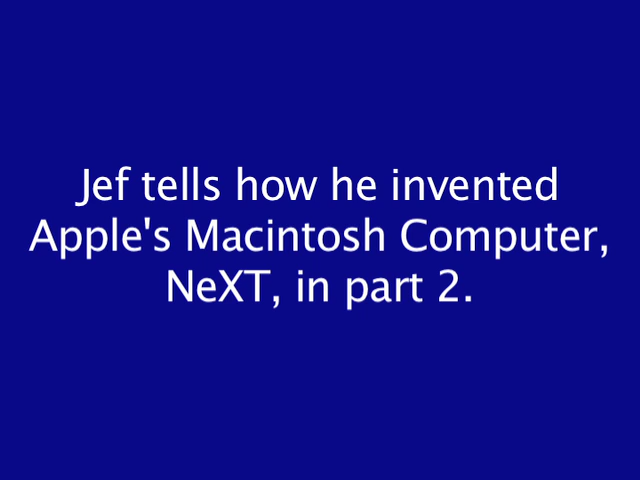 Jef tells how he invented
Apple's Macintosh Computer,
NeXT, in part 2.